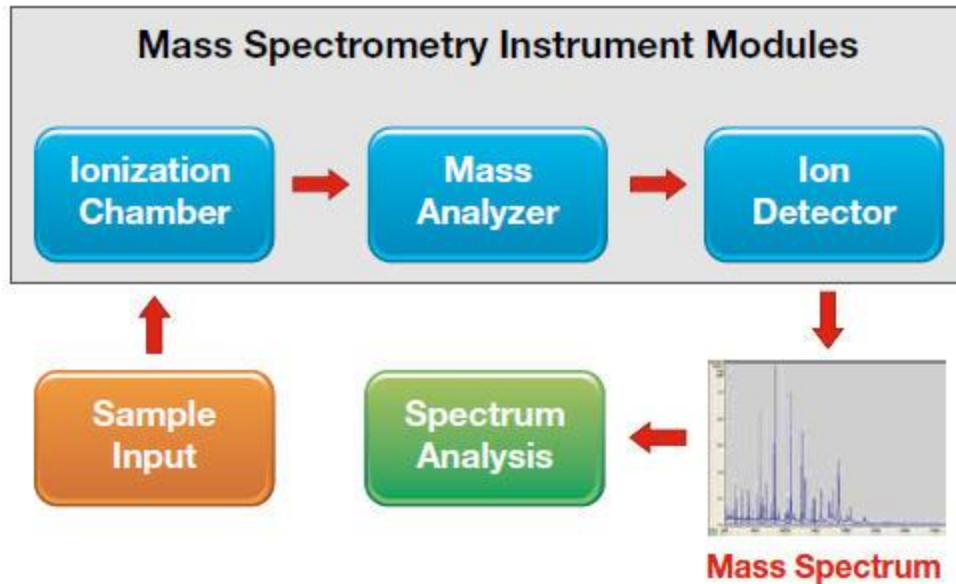 Mass Spectrometry Instrument Modules
Ionization
Chamber
Mass
Analyzer
Ion
Detector
Sample
Input
Spectrum
Analysis
Mass Spectrum